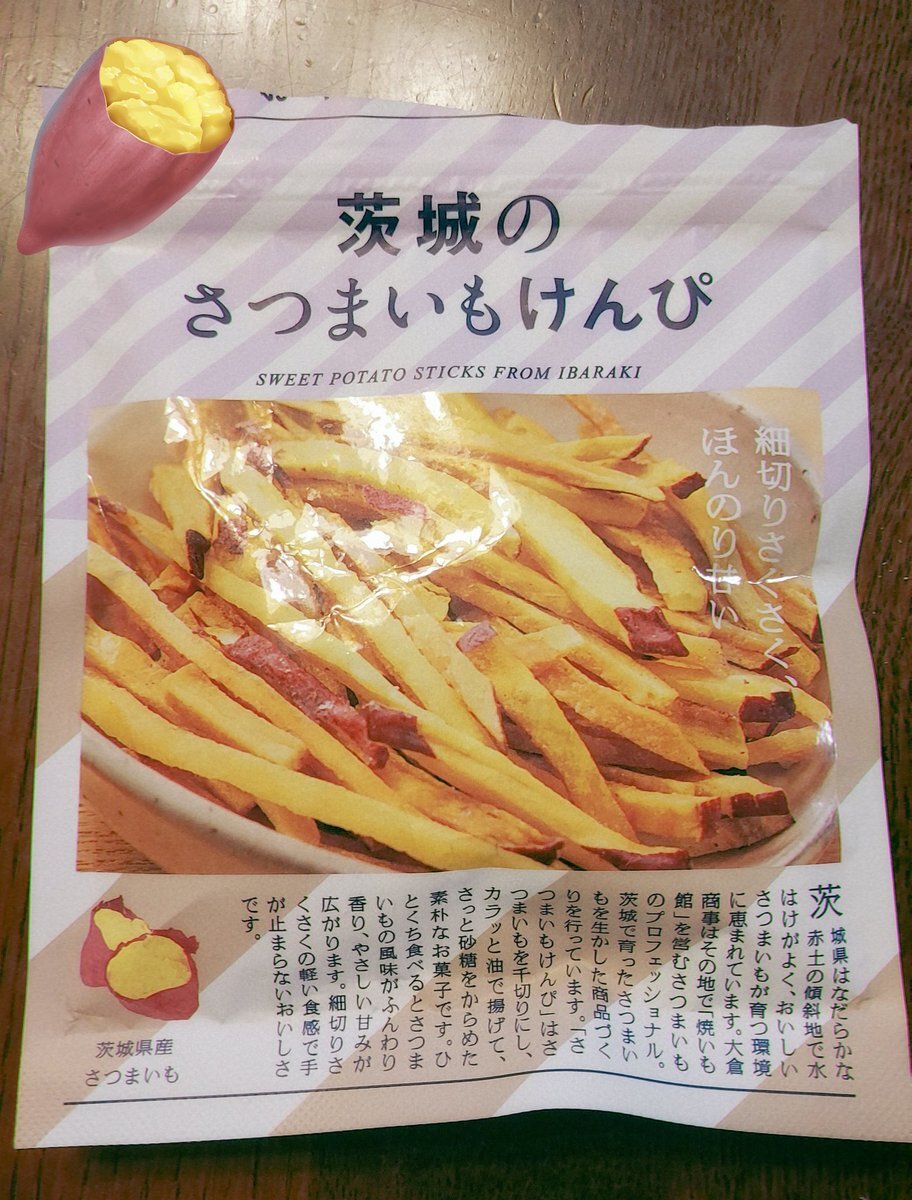 茨城の
さつまいもけんぴ
SWEET POTATO STICKS FROM IBARAKI
細切りさくさく、
ほんのり甘い
茨城県はなだらかな
赤土の傾斜地で水
はけがよく、おいしい
さつまいもが育つ環境
に恵まれています。大倉
商事はその地で「焼いも
館」を営むさつまいも
のプロフェッショナル。
茨城で育ったさつまい
もを生かした商品づく
りを行っています。「さ
つまいもけんぴ」はさ
つまいもを千切りにし、
カラッと油で揚げて、
さっと砂糖をからめた
素朴なお菓子です。ひ
とくち食べるとさつま
いもの風味がふんわり
香り、やさしい甘みが
広がります。細切りさ
くさくの軽い食感で手
が止まらないおいしさ
です。
茨城県産
さつまいも